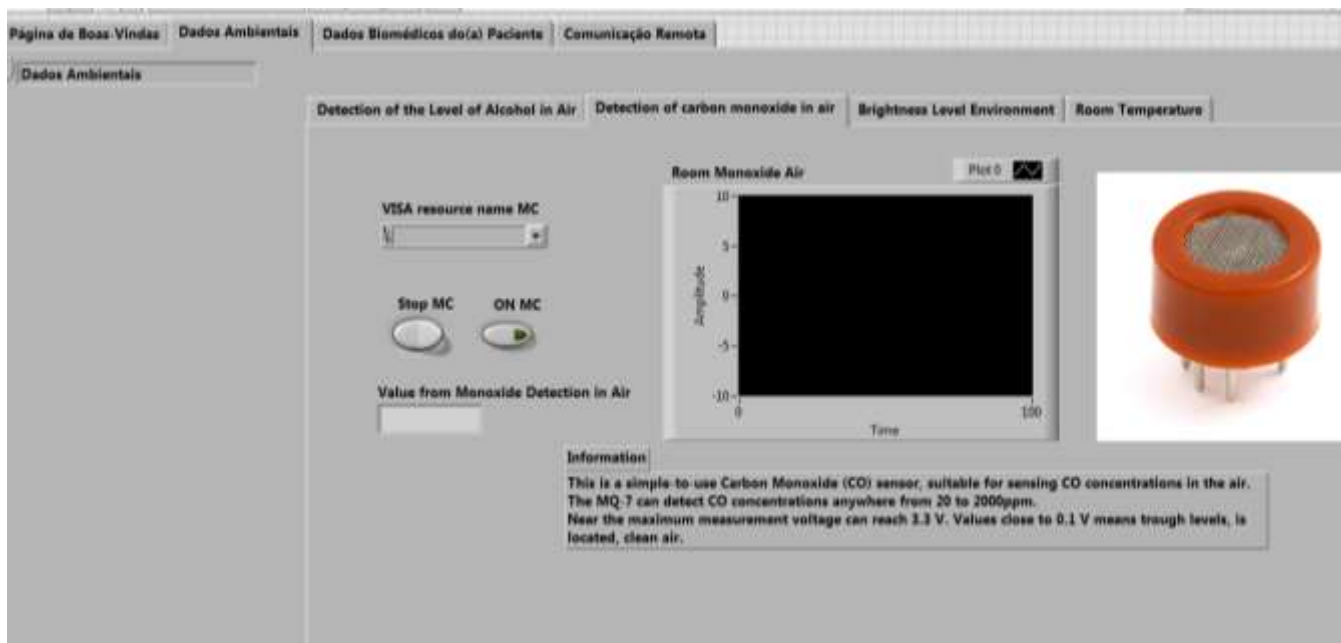 Página de Boas-Vindas
Dados Ambientais
Dados Biomédicos do(a) Paciente
Comunicação Remota
Dados Ambientais
Detection of the Level of Alcohol in Air
Detection of carbon monoxide in air
Brightness Level Environment
Room Temperature
VISA resource name MC
Stop MC
ON MC
Value from Monoxide Detection in Air
Room Monoxide Air
Plot 0
10
5
0
-5
-10
Amplitude
0
100
Time
Information
This is a simple-to-use Carbon Monoxide (CO) sensor, suitable for sensing CO concentrations in the air.
The MQ-7 can detect CO concentrations anywhere from 20 to 2000ppm.
Near the maximum measurement voltage can reach 3.3 V. Values close to 0.1 V means trough levels, is
located, clean air.